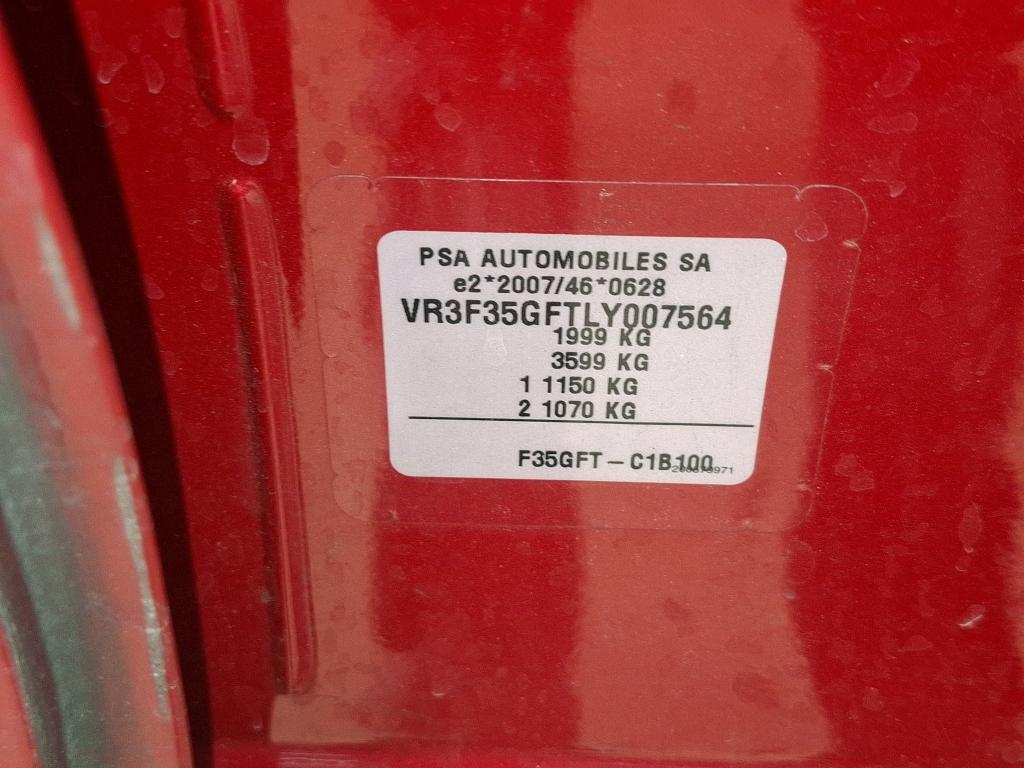 PSA AUTOMOBILES SA
e2*2007/46*0628
VR3F35GFTLY007564
1999 KG
3599 KG
1 1150 KG
2 1070 KG
F35GFT – C1B100